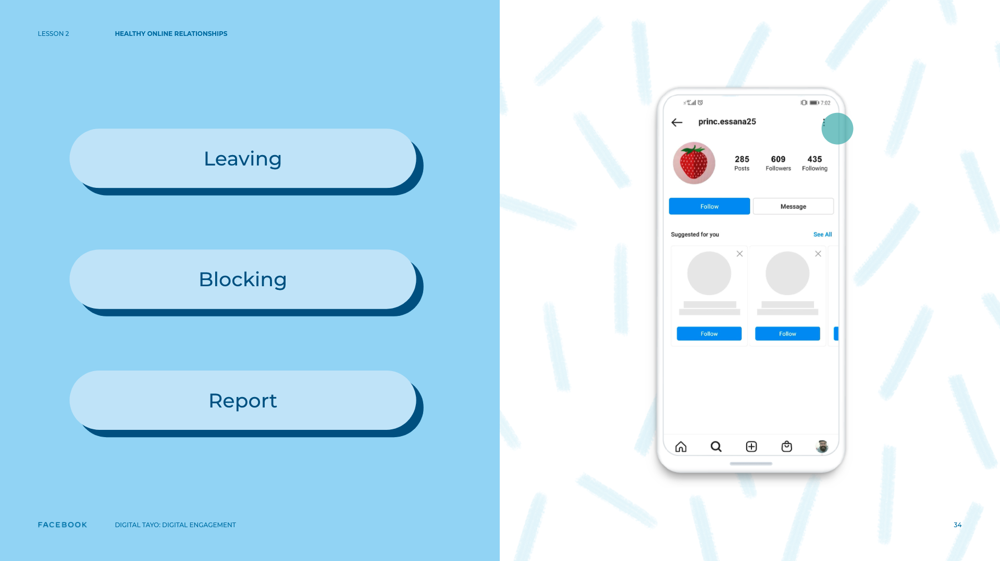 LESSON 2
HEALTHY ONLINE RELATIONSHIPS
Leaving
Blocking
Report
7:02
princ.essana25
285
609
435
Posts
Followers
Following
Follow
Message
Suggested for you
See All
Follow
Follow
FACEBOOK
DIGITAL TAYO: DIGITAL ENGAGEMENT
34